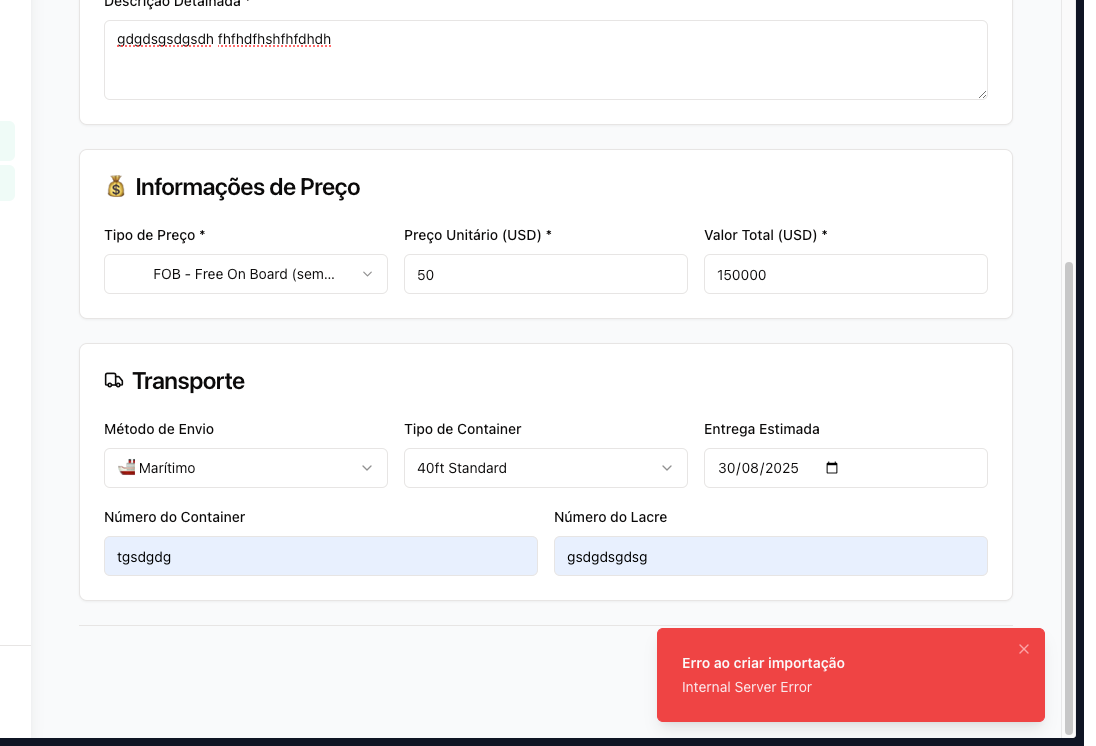 Descrição Detalhada *
gdgdsgsdgsdh fhfhdfhshfhfdhdh
Informações de Preço
Tipo de Preço *
Preço Unitário (USD) *
Valor Total (USD) *
FOB - Free On Board (sem...
50
150000
Transporte
Método de Envio
Tipo de Container
Entrega Estimada
Marítimo
40ft Standard
30/08/2025
Número do Container
Número do Lacre
tgsdgdg
gsdgdsgdsg
Erro ao criar importação
Internal Server Error